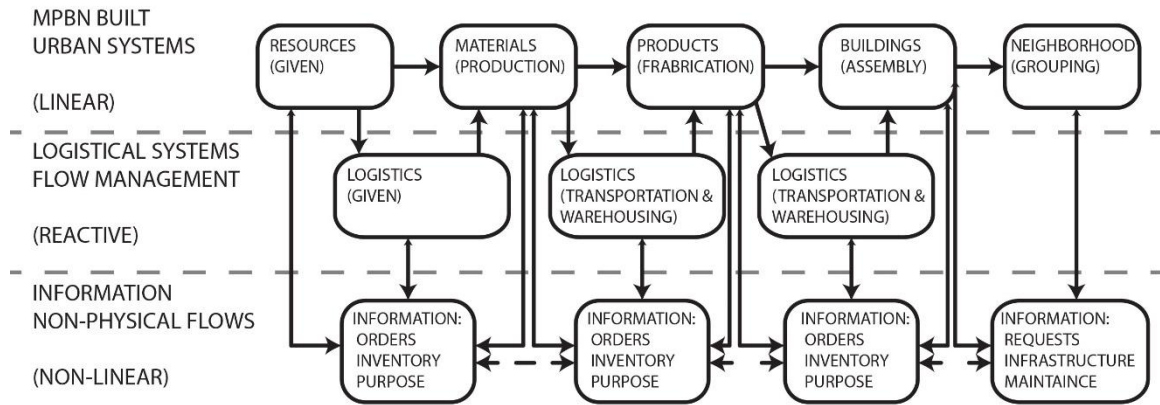 MPBN BUILT
URBAN SYSTEMS
(LINEAR)
RESOURCES
(GIVEN)
MATERIALS
(PRODUCTION)
PRODUCTS
(FRABRICATION)
BUILDINGS
(ASSEMBLY)
NEIGHBORHOOD
(GROUPING)
LOGISTICAL SYSTEMS
FLOW MANAGEMENT
(REACTIVE)
LOGISTICS
(GIVEN)
LOGISTICS
(TRANSPORTATION &
WAREHOUSING)
LOGISTICS
(TRANSPORTATION &
WAREHOUSING)
INFORMATION
NON-PHYSICAL FLOWS
(NON-LINEAR)
INFORMATION:
ORDERS
INVENTORY
PURPOSE
INFORMATION:
ORDERS
INVENTORY
PURPOSE
INFORMATION:
ORDERS
INVENTORY
PURPOSE
INFORMATION:
REQUESTS
INFRASTRUCTURE
MAINTAINCE